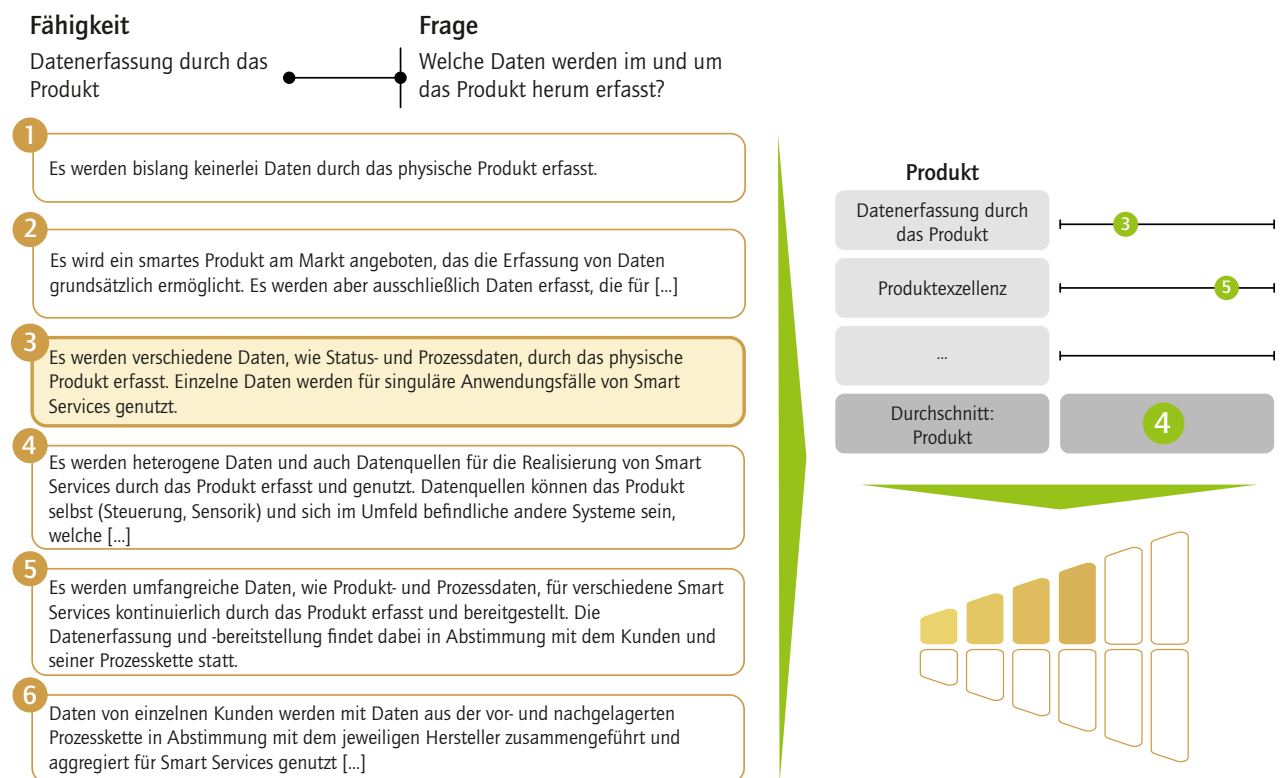 Fähigkeit
Datenerfassung durch das
Produkt
Frage
Welche Daten werden im und um
das Produkt herum erfasst?
1
Es werden bislang keinerlei Daten durch das physische Produkt erfasst.
2
Es wird ein smartes Produkt am Markt angeboten, das die Erfassung von Daten
grundsätzlich ermöglicht. Es werden aber ausschließlich Daten erfasst, die für [...]
3
Es werden verschiedene Daten, wie Status- und Prozessdaten, durch das physische
Produkt erfasst. Einzelne Daten werden für singuläre Anwendungsfälle von Smart
Services genutzt.
4
Es werden heterogene Daten und auch Datenquellen für die Realisierung von Smart
Services durch das Produkt erfasst und genutzt. Datenquellen können das Produkt
selbst (Steuerung, Sensorik) und sich im Umfeld befindliche andere Systeme sein,
welche [...]
5
Es werden umfangreiche Daten, wie Produkt- und Prozessdaten, für verschiedene Smart
Services kontinuierlich durch das Produkt erfasst und bereitgestellt. Die
Datenerfassung und -bereitstellung findet dabei in Abstimmung mit dem Kunden und
seiner Prozesskette statt.
6
Daten von einzelnen Kunden werden mit Daten aus der vor- und nachgelagerten
Prozesskette in Abstimmung mit dem jeweiligen Hersteller zusammengeführt und
aggregiert für Smart Services genutzt [...]
Produkt
Datenerfassung durch
das Produkt
3
Produktexzellenz
5
...
Durchschnitt:
Produkt
4